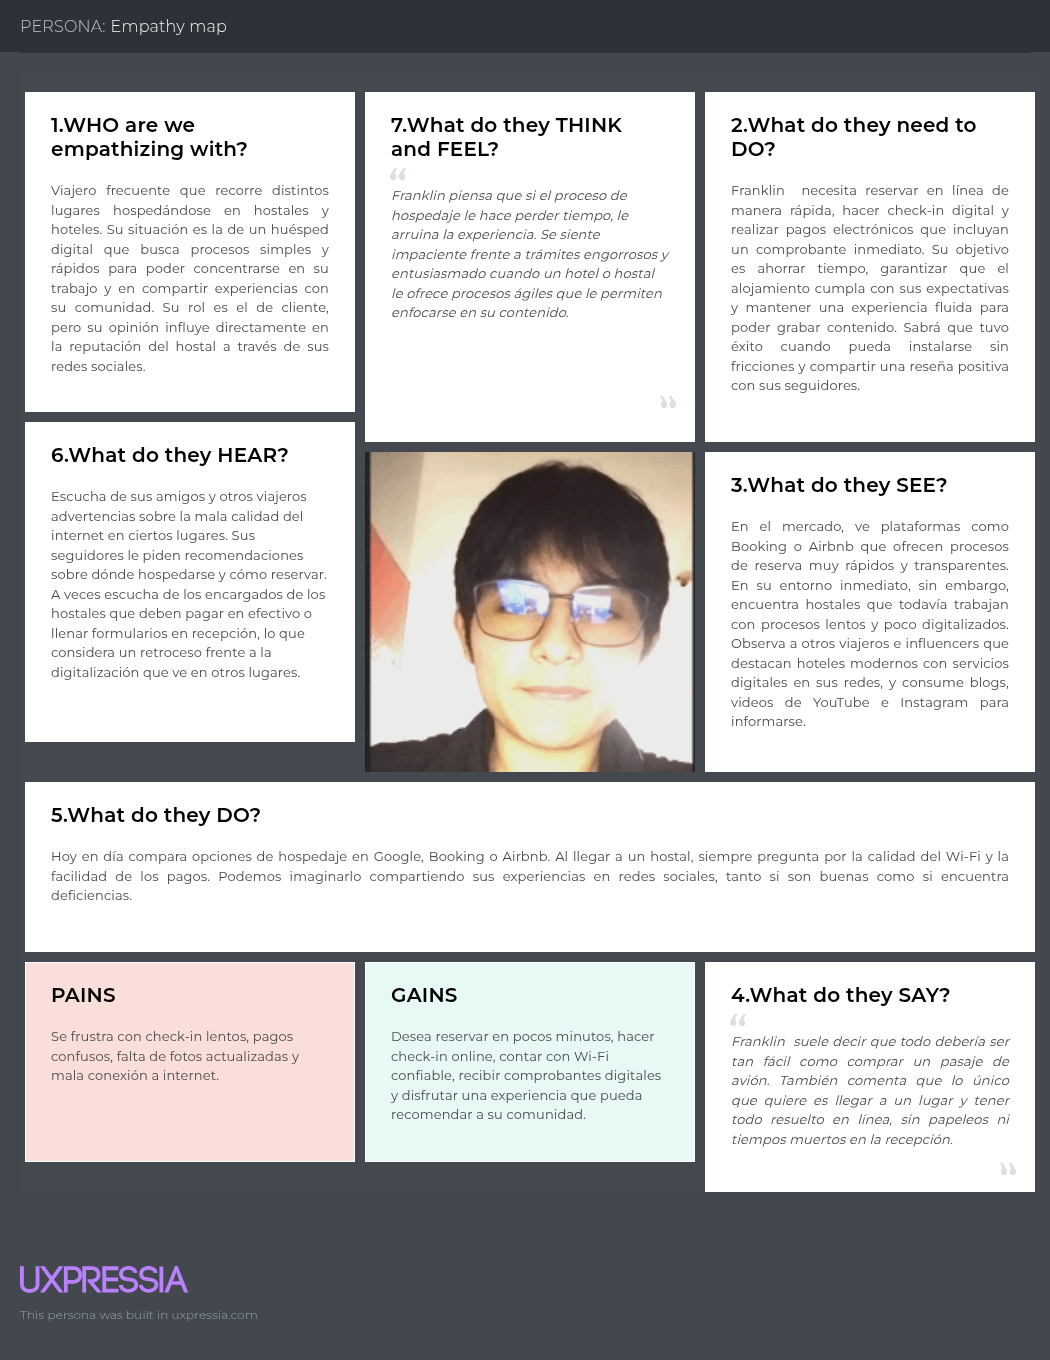 PERSONA: Empathy map
1.WHO are we
empathizing with?
Viajero frecuente que recorre distintos
lugares hospedándose en hostales y
hoteles. Su situación es la de un huésped
digital que busca procesos simples y
rápidos para poder concentrarse en su
trabajo y en compartir experiencias con
su comunidad. Su rol es el de cliente,
pero su opinión influye directamente en
la reputación del hostal a través de sus
redes sociales.
7.What do they THINK
and FEEL?
“
Franklin piensa que si el proceso de
hospedaje le hace perder tiempo, le
arruina la experiencia. Se siente
impaciente frente a trámites engorrosos y
entusiasmado cuando un hotel o hostal
le ofrece procesos ágiles que le permiten
enfocarse en su contenido.
”
2.What do they need to
DO?
Franklin necesita reservar en línea de
manera rápida, hacer check-in digital y
realizar pagos electrónicos que incluyan
un comprobante inmediato. Su objetivo
es ahorrar tiempo, garantizar que el
alojamiento cumpla con sus expectativas
y mantener una experiencia fluida para
poder grabar contenido. Sabrá que tuvo
éxito cuando pueda instalarse sin
fricciones y compartir una reseña positiva
con sus seguidores.
6.What do they HEAR?
Escucha de sus amigos y otros viajeros
advertencias sobre la mala calidad del
internet en ciertos lugares. Sus
seguidores le piden recomendaciones
sobre dónde hospedarse y cómo reservar.
A veces escucha de los encargados de los
hostales que deben pagar en efectivo o
llenar formularios en recepción, lo que
considera un retroceso frente a la
digitalización que ve en otros lugares.
3.What do they SEE?
En el mercado, ve plataformas como
Booking o Airbnb que ofrecen procesos
de reserva muy rápidos y transparentes.
En su entorno inmediato, sin embargo,
encuentra hostales que todavía trabajan
con procesos lentos y poco digitalizados.
Observa a otros viajeros e influencers que
destacan hoteles modernos con servicios
digitales en sus redes, y consume blogs,
videos de YouTube e Instagram para
informarse.
5.What do they DO?
Hoy en día compara opciones de hospedaje en Google, Booking o Airbnb. Al llegar a un hostal, siempre pregunta por la calidad del Wi-Fi y la
facilidad de los pagos. Podemos imaginarlo compartiendo sus experiencias en redes sociales, tanto si son buenas como si encuentra
deficiencias.
PAINS
Se frustra con check-in lentos, pagos
confusos, falta de fotos actualizadas y
mala conexión a internet.
GAINS
Desea reservar en pocos minutos, hacer
check-in online, contar con Wi-Fi
confiable, recibir comprobantes digitales
y disfrutar una experiencia que pueda
recomendar a su comunidad.
4.What do they SAY?
“
Franklin suele decir que todo debería ser
tan fácil como comprar un pasaje de
avión. También comenta que lo único
que quiere es llegar a un lugar y tener
todo resuelto en línea, sin papeleos ni
tiempos muertos en la recepción.
”
UXPRESSIA
This persona was built in uxpressia.com